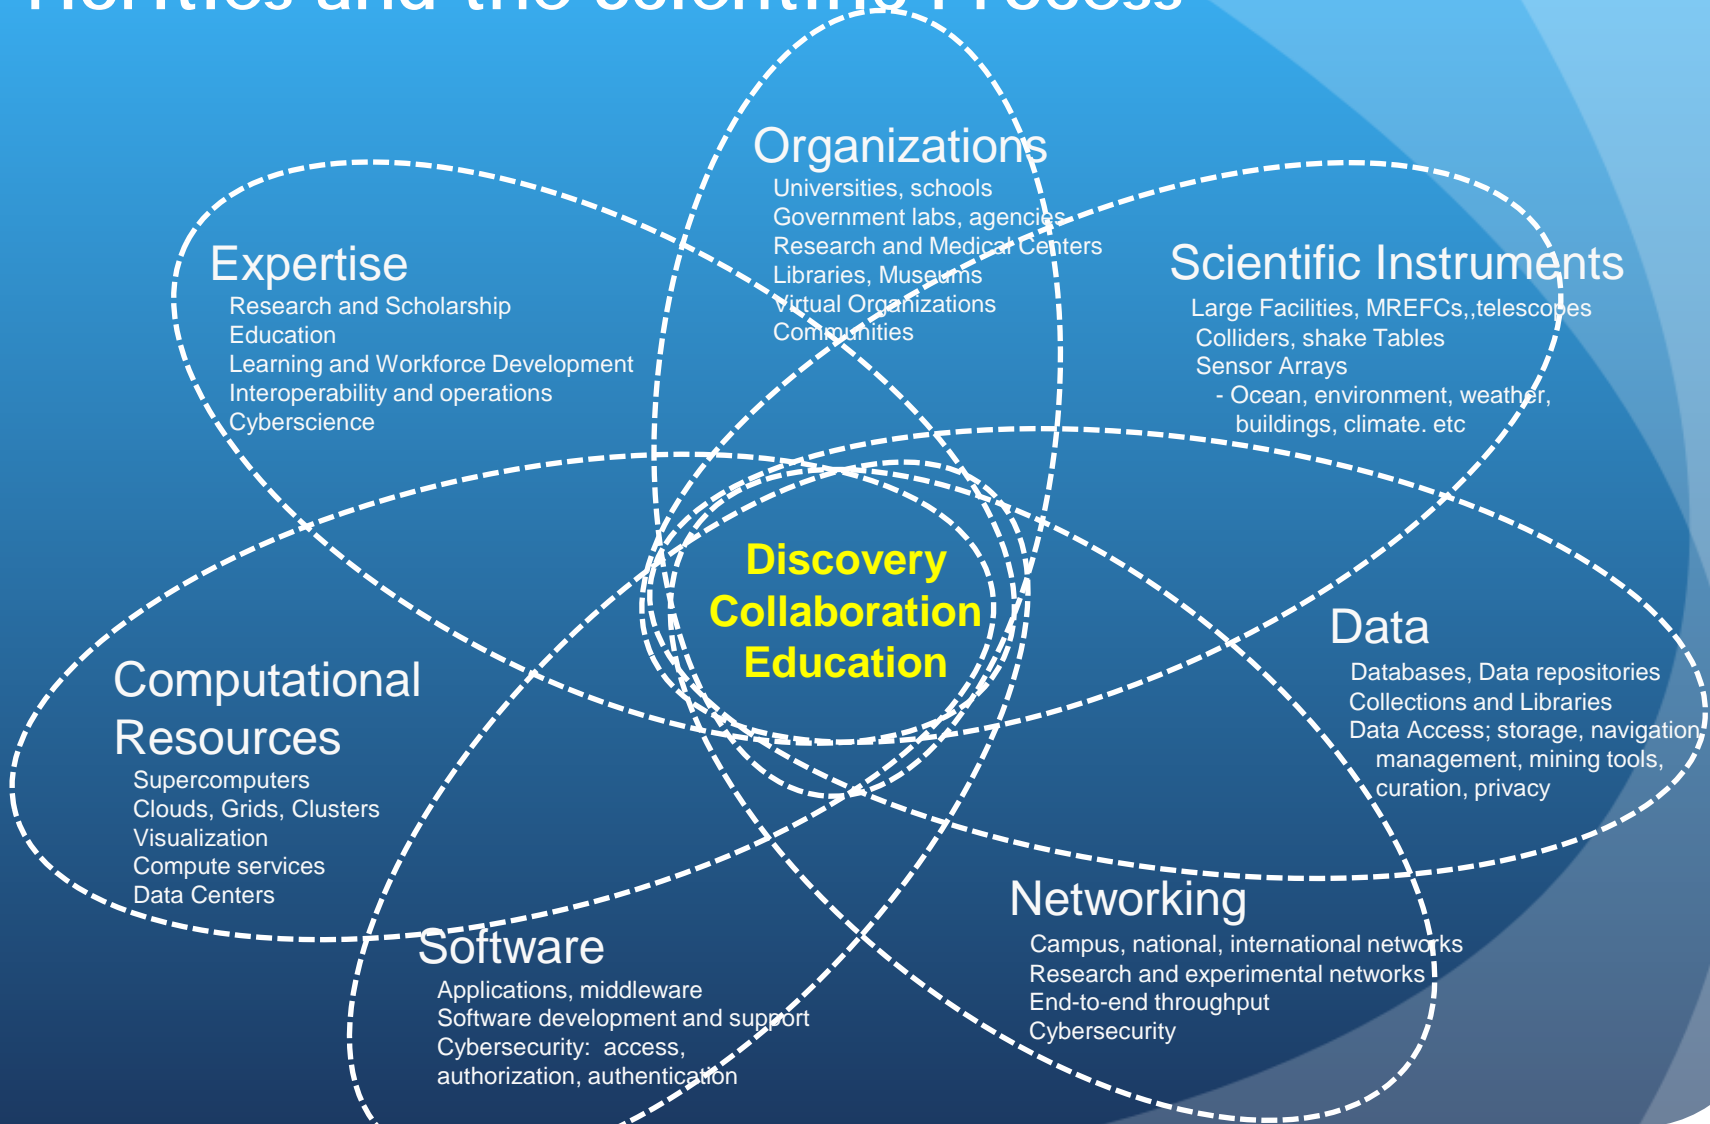 and the Scientific Process
Organizations
Universities, schools
Government labs, agencies
Research and Medical Centers
Libraries, Museums
Virtual Organizations
Communities
Expertise
Research and Scholarship
Education
Learning and Workforce Development
Interoperability and operations
Cyberscience
Scientific Instruments
Large Facilities, MREFCs,,telescopes
Colliders, shake Tables
Sensor Arrays
- Ocean, environment, weather,
buildings, climate. etc
Discovery
Collaboration
Education
Data
Databases, Data repositories
Collections and Libraries
Data Access; storage, navigation
management, mining tools,
curation, privacy
Computational
Resources
Supercomputers
Clouds, Grids, Clusters
Visualization
Compute services
Data Centers
Networking
Campus, national, international networks
Research and experimental networks
End-to-end throughput
Cybersecurity
Software
Applications, middleware
Software development and support
Cybersecurity: access,
authorization, authentication